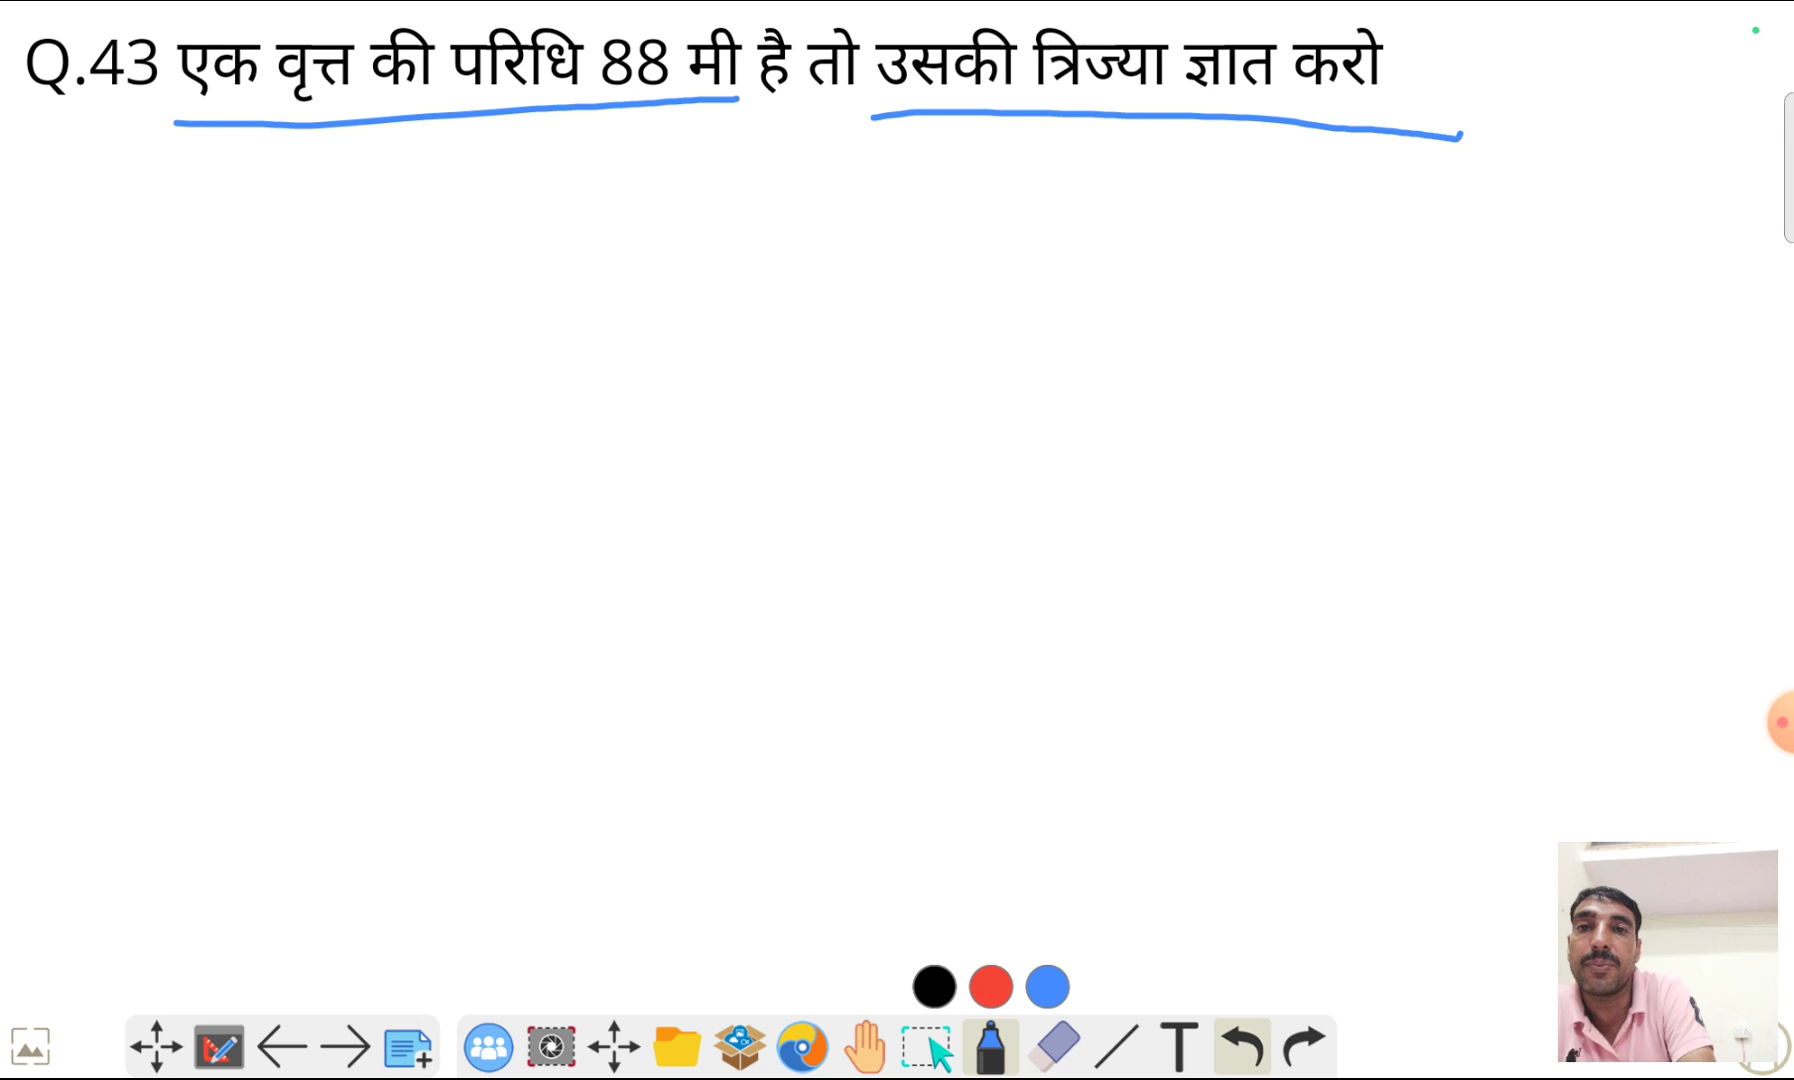 Q.43 एक वृत्त की परिधि 88 मी है तो उसकी त्रिज्या ज्ञात करो